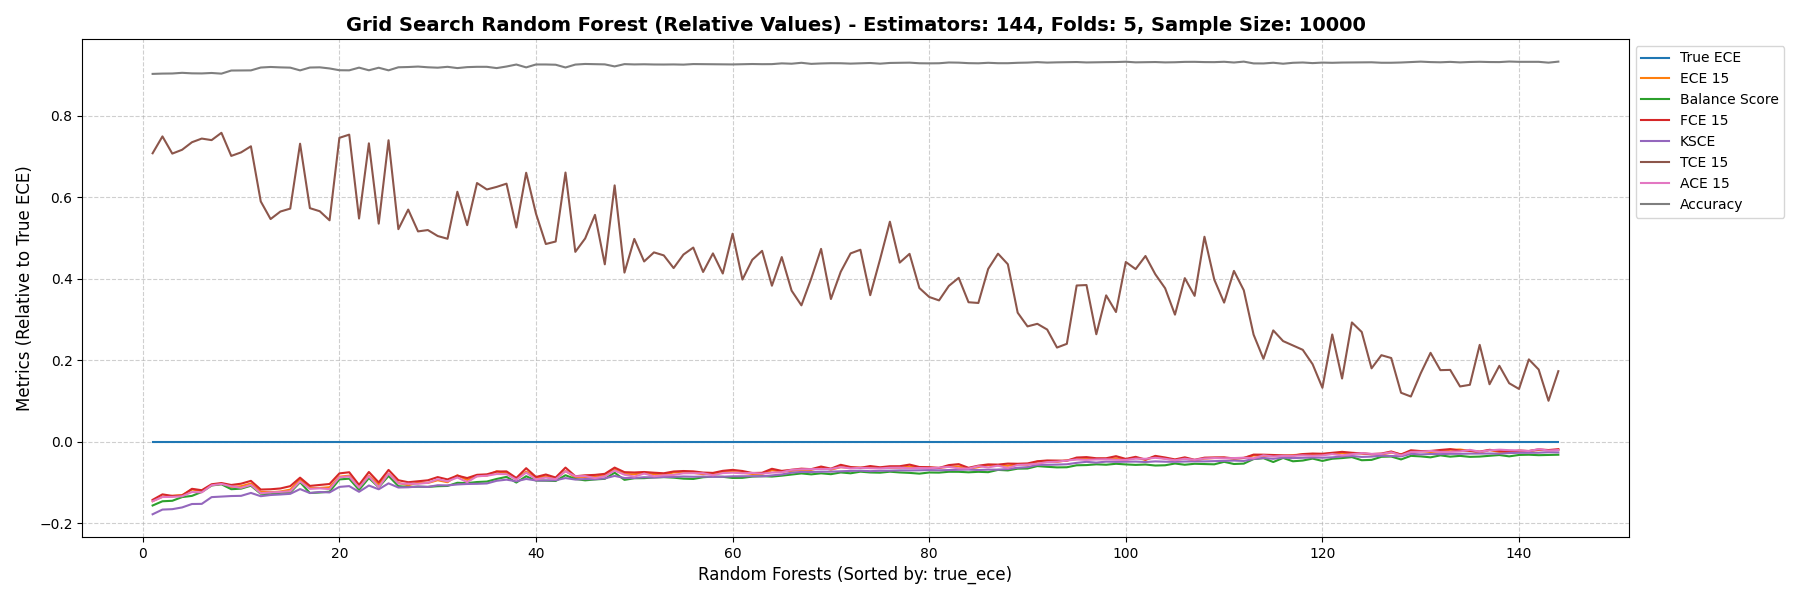 Grid Search Random Forest (Relative Values) - Estimators: 144, Folds: 5, Sample Size: 10000
Metrics (Relative to True ECE)
0.8
0.6
0.4
0.2
0.0
−0.2
0 20 40 60 80 100 120 140
Random Forests (Sorted by: true_ece)
True ECE
ECE 15
Balance Score
FCE 15
KSCE
TCE 15
ACE 15
Accuracy